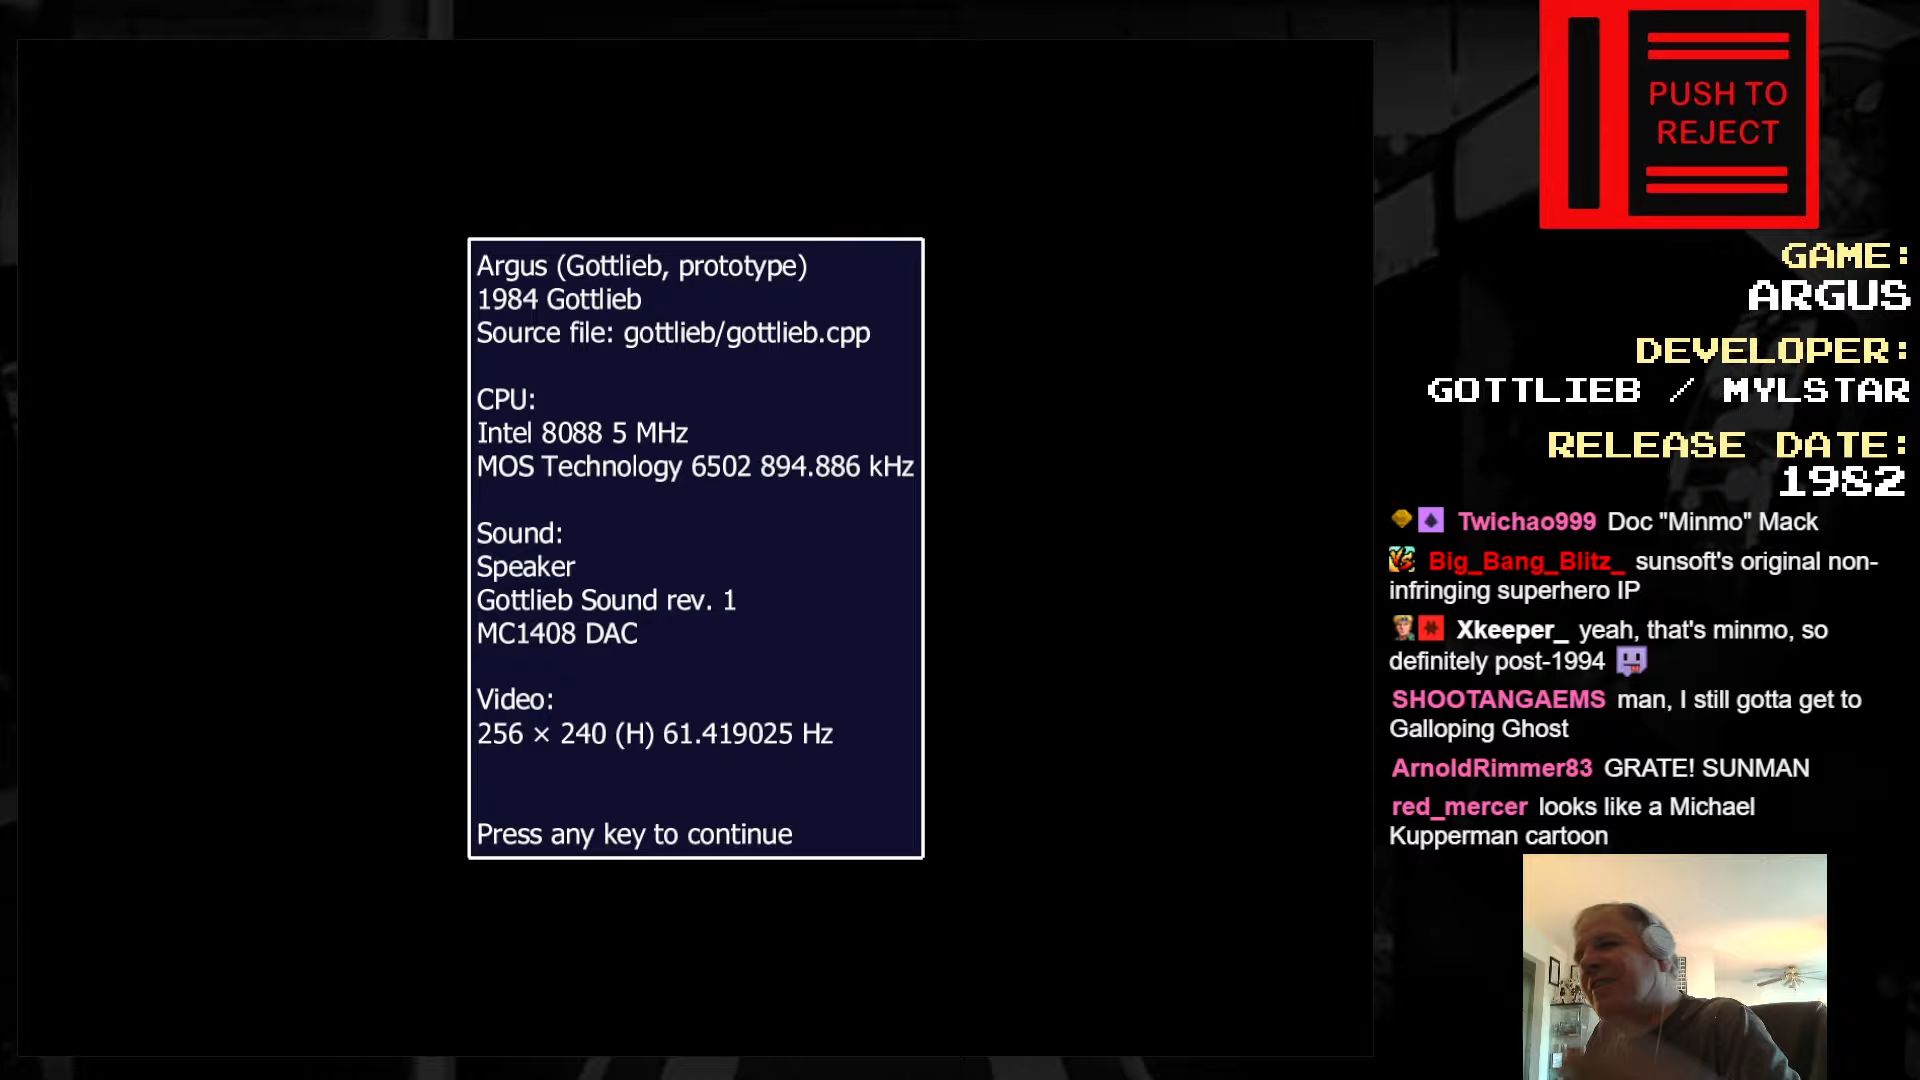 Argus (Gottlieb, prototype)
1984 Gottlieb
Source file: gottlieb/gottlieb.cpp
CPU:
Intel 8088 5 MHz
MOS Technology 6502 894.886 kHz
Sound:
Speaker
Gottlieb Sound rev. 1
MC1408 DAC
Video:
256 × 240 (H) 61.419025 Hz
Press any key to continue
PUSH TO
REJECT
GAME:
ARGUS
DEVELOPER:
GOTTLIEB / MYLSTAR
RELEASE DATE:
1982
Twichao999 Doc "Minmo" Mack
Big_Bang_Blitz_ sunsoft's original non-
infringing superhero IP
Xkeeper_ yeah, that's minmo, so
definitely post-1994
SHOOTANGAEMS man, I still gotta get to
Galloping Ghost
ArnoldRimmer83 GRATE! SUNMAN
red_mercer looks like a Michael
Kupperman cartoon